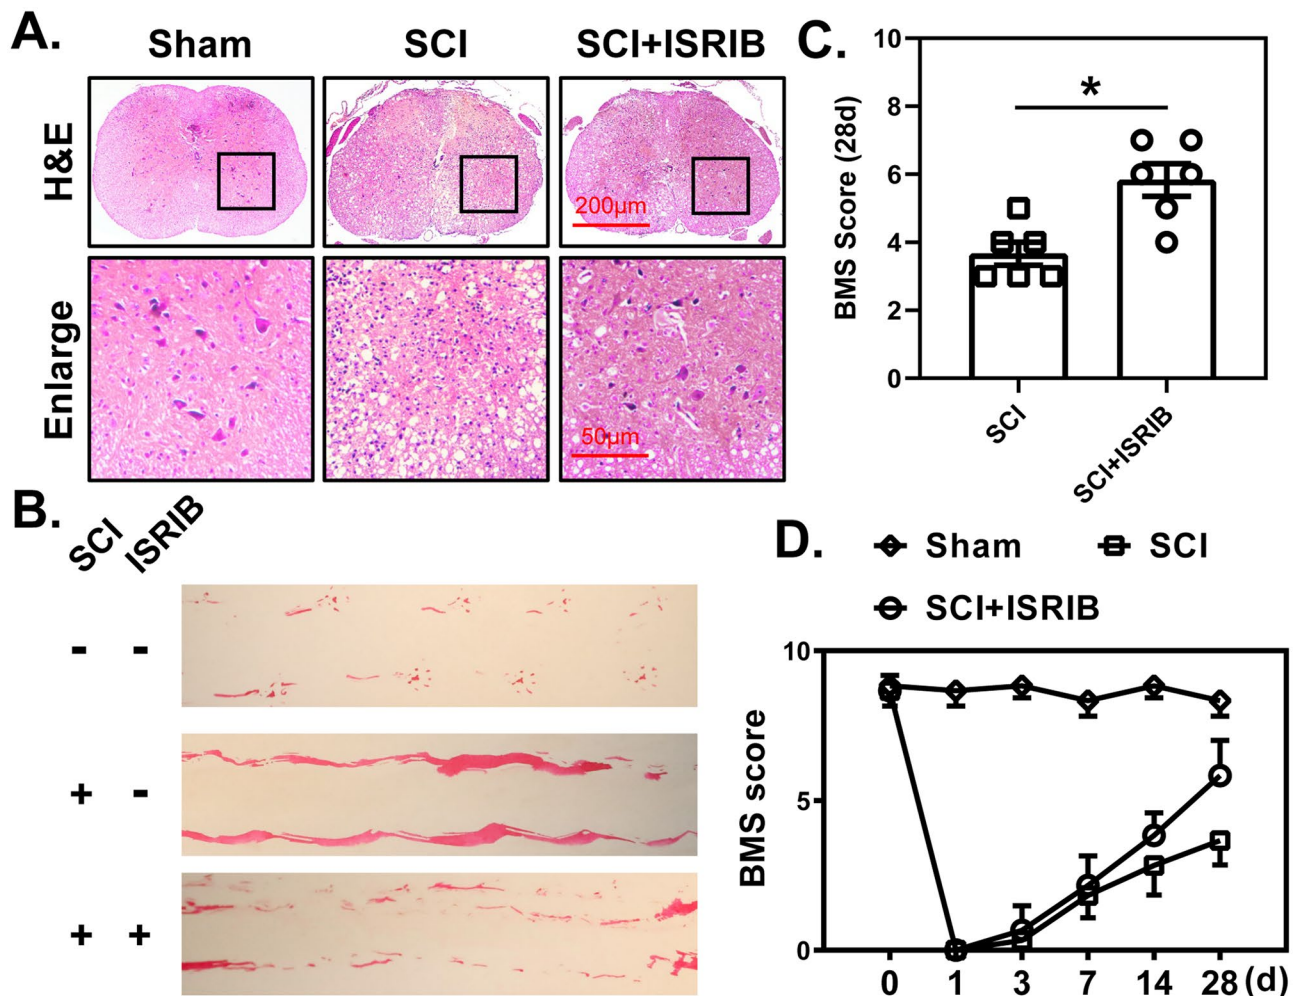 A.
Sham
SCI
SCI+ISRIB
H&E
200µm
Enlarge
50µm
B.
SCI
ISRIB
- -
+ -
+ +
C.
BMS Score (28d)
10
8
6
4
2
0
*
SCI
SCI+ISRIB
D.
Sham
SCI
SCI+ISRIB
BMS score
10
5
0
0 1 3 7 14 28 (d)